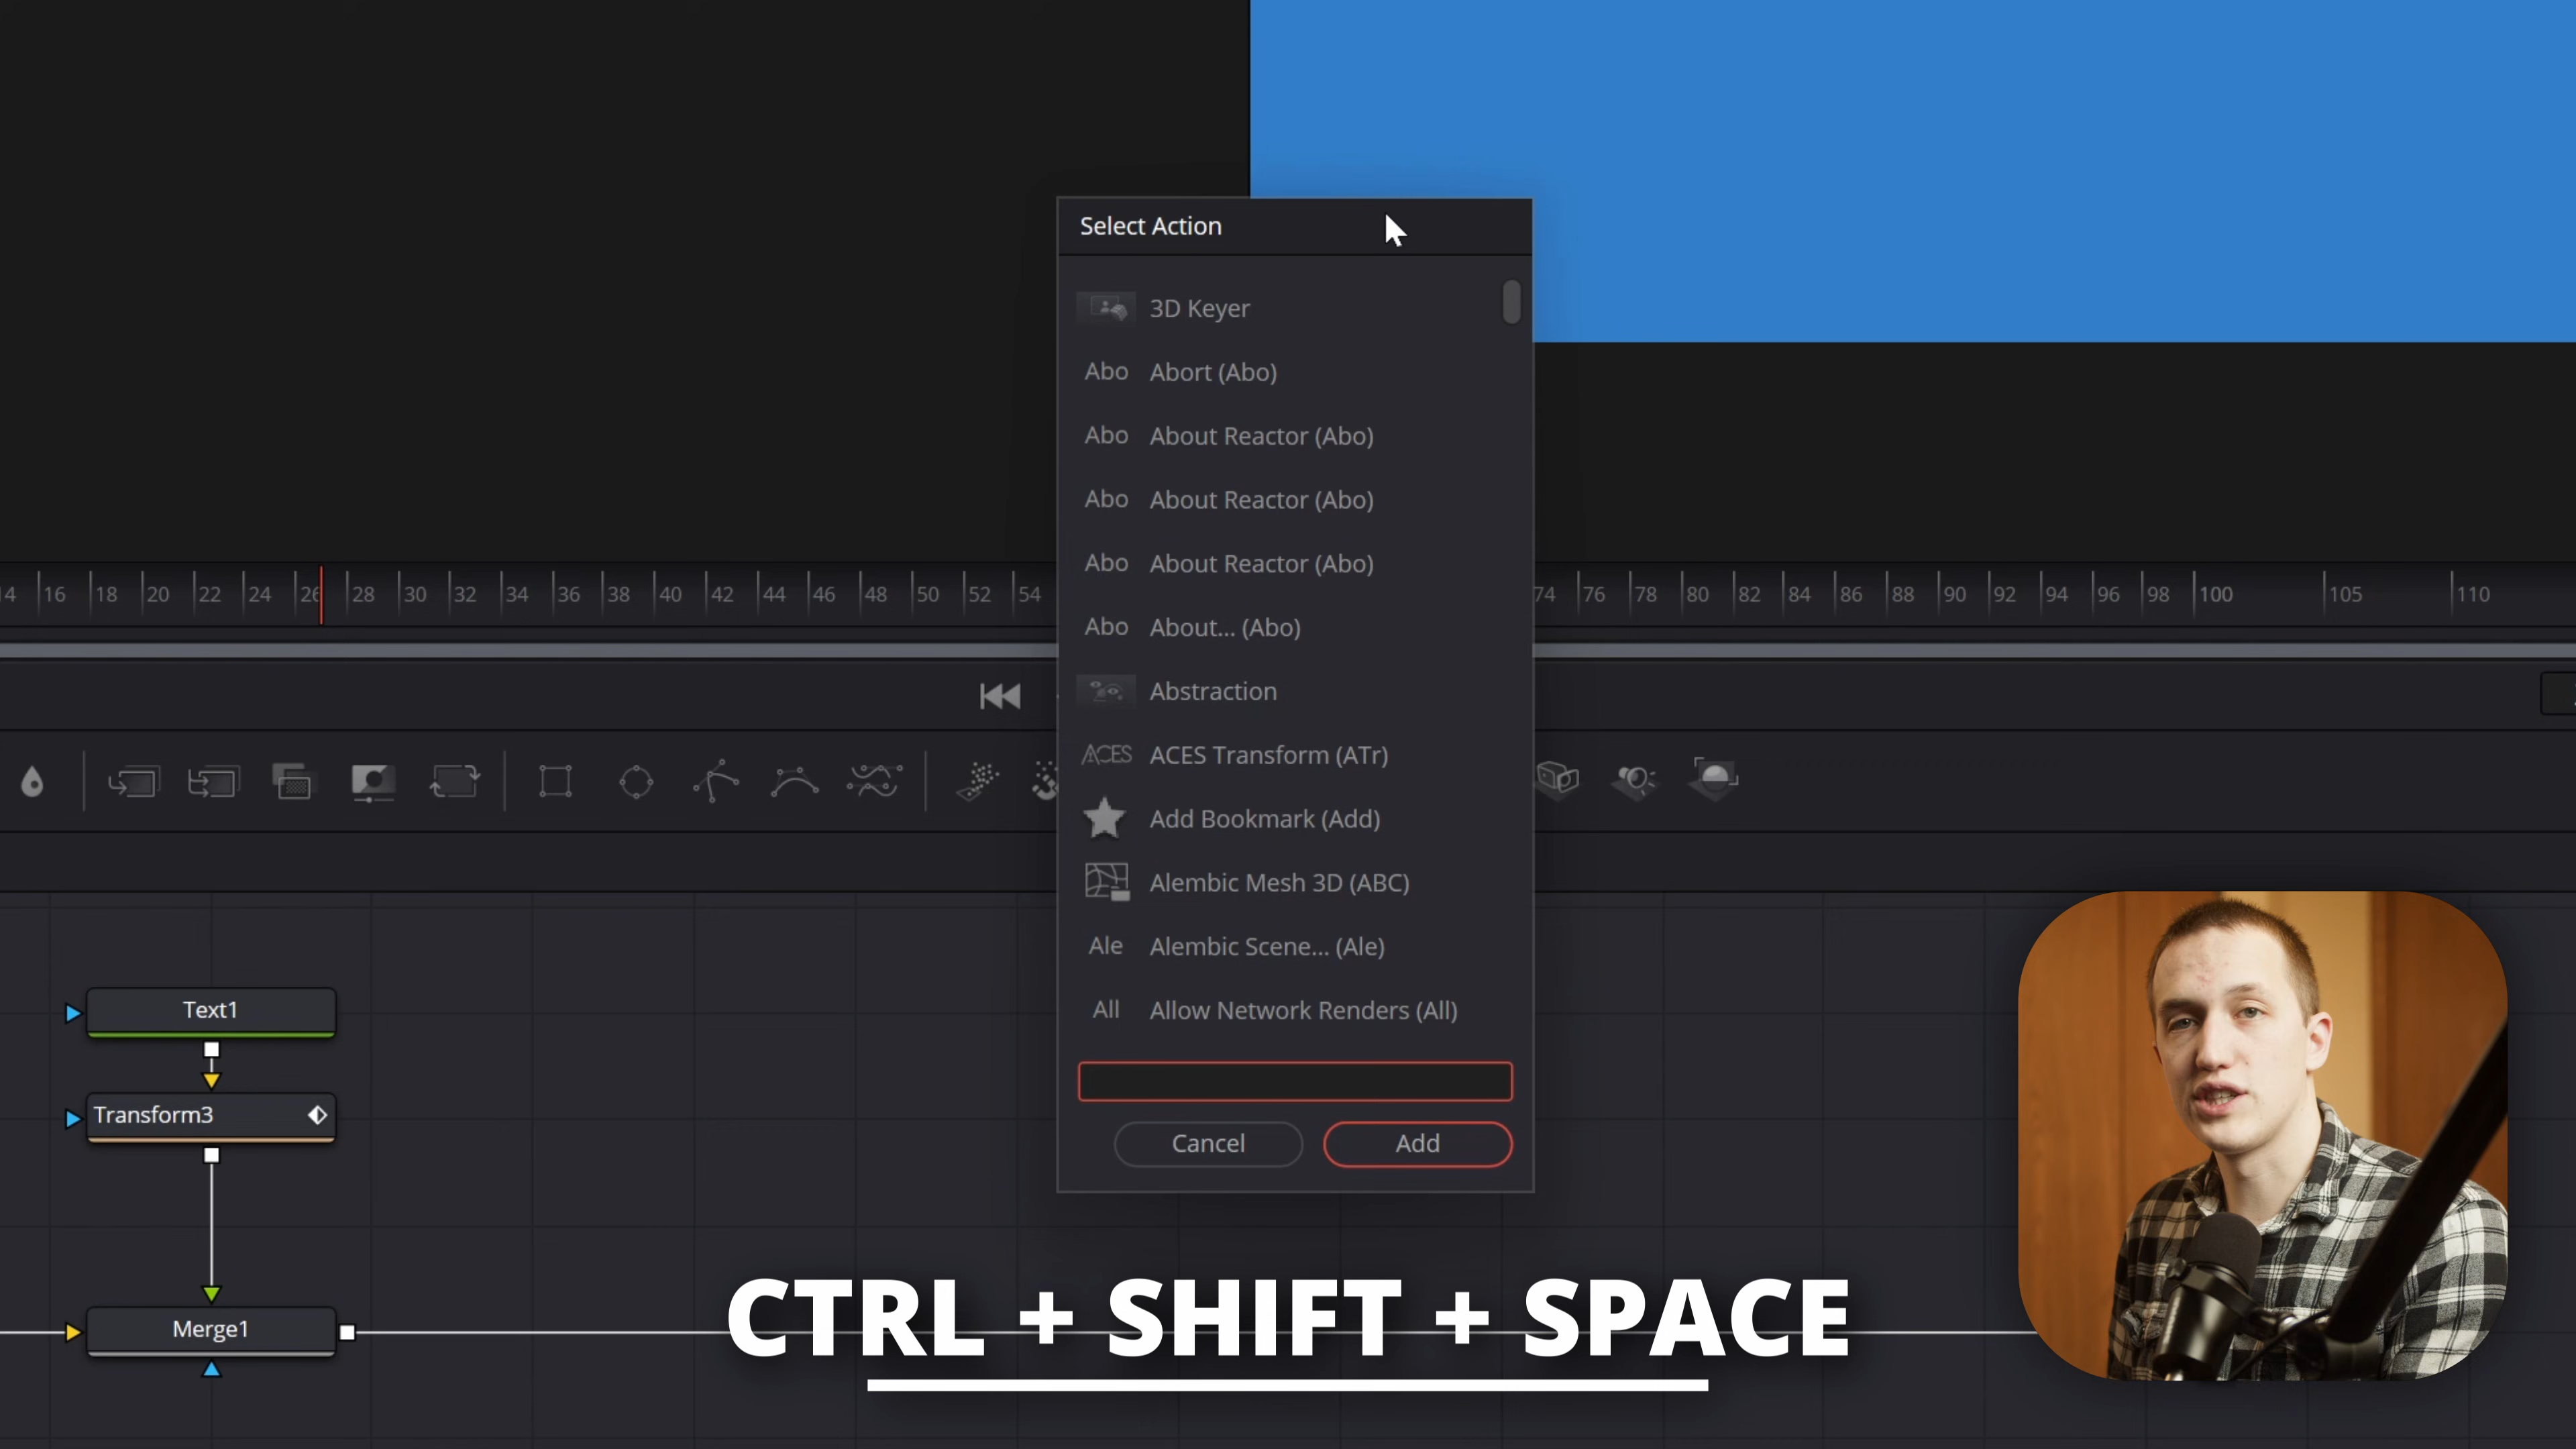 Select Action
3D Keyer
Abo Abort (Abo)
Abo About Reactor (Abo)
Abo About Reactor (Abo)
Abo About Reactor (Abo)
Abo About... (Abo)
Abstraction
ACES ACES Transform (ATr)
Add Bookmark (Add)
Alembic Mesh 3D (ABC)
Ale Alembic Scene... (Ale)
All Allow Network Renders (All)
Cancel Add
16 18 20 22 24 26 28 30 32 34 36 38 40 42 44 46 48 50 52 54 74 76 78 80 82 84 86 88 90 92 94 96 98 100 105 110
Text1
Transform3
Merge1
CTRL + SHIFT + SPACE